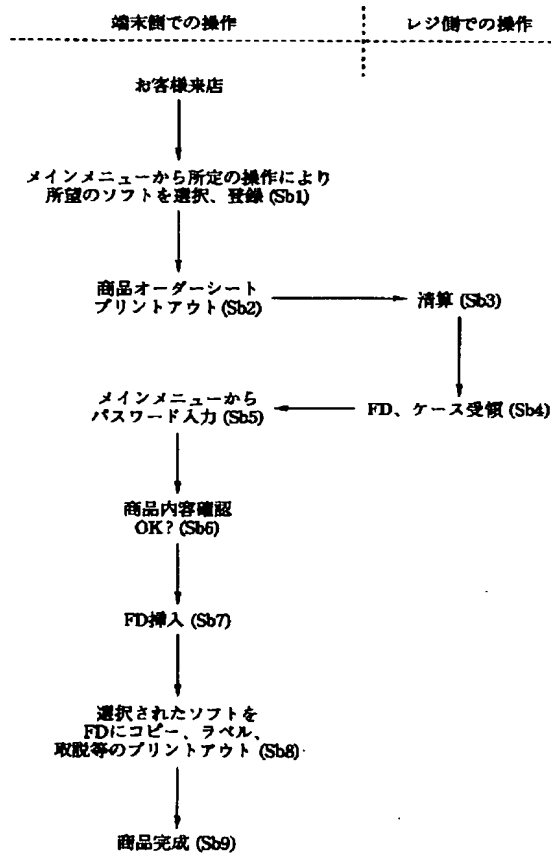 端末側での操作
レジ側での操作
お客様来店
メインメニューから所定の操作により
所望のソフトを選択、登録 (Sb1)
商品オーダーシート
プリントアウト(Sb2)
清算 (Sb3)
メインメニューから
パスワード入力 (Sb5)
FD、ケース受領 (Sb4)
商品内容確認
OK? (Sb6)
FD挿入 (Sb7)
選択されたソフトを
FDにコピー、ラベル、
取説等のプリントアウト (Sb8)
商品完成 (Sb9)